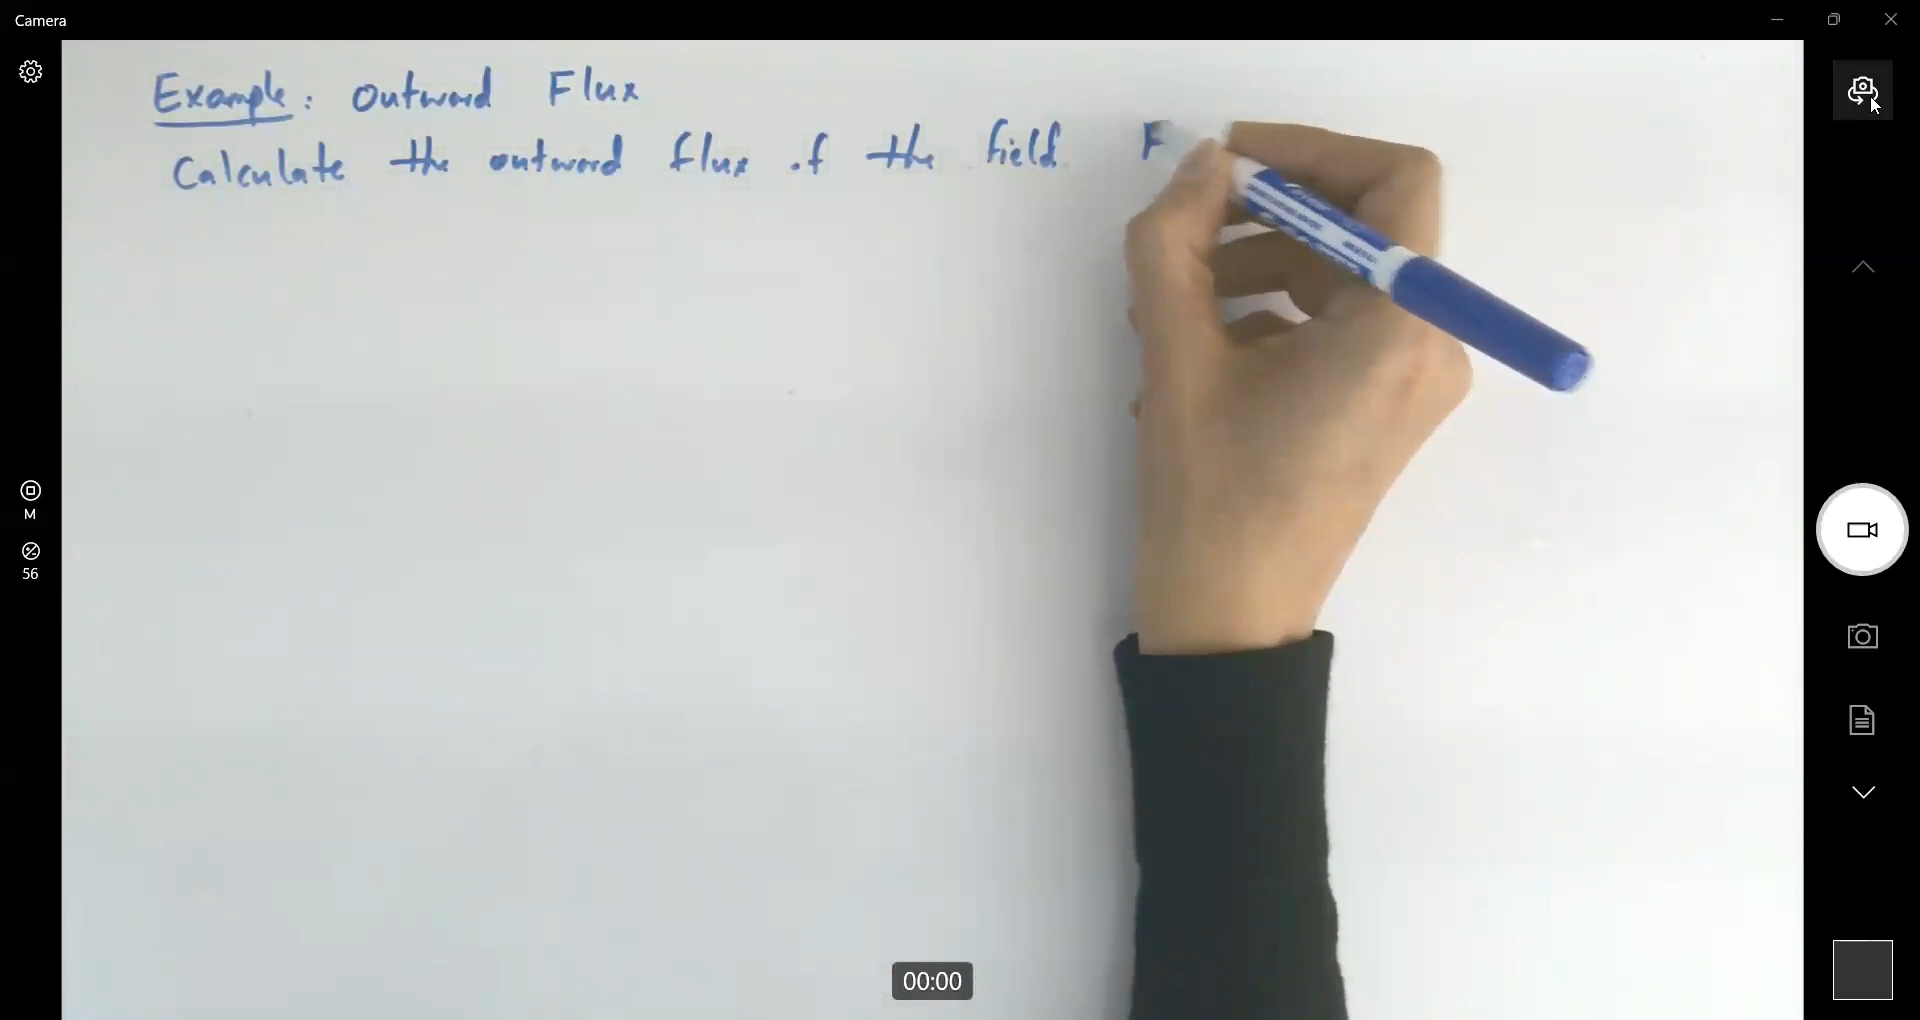 Camera
Example: Outward Flux
Calculate the outward flux of the field F
M
56
00:00